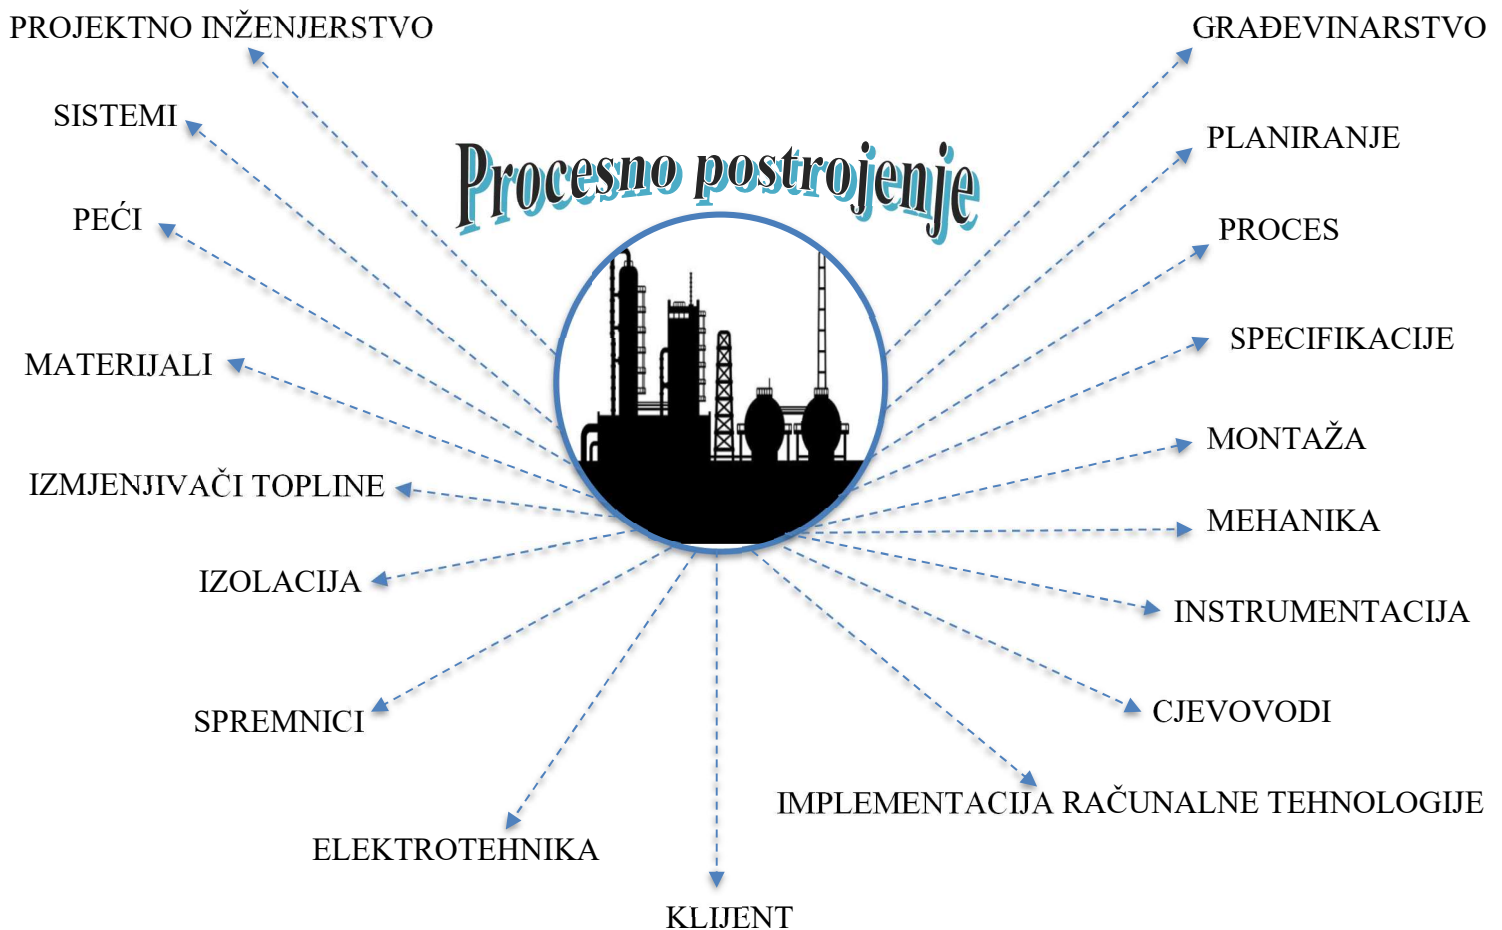 PROJEKTNO INŽENJERSTVO
GRAĐEVINARSTVO
SISTEMI
PLANIRANJE
Procesno postrojenje
PEĆI
PROCES
MATERIJALI
SPECIFIKACIJE
IZMJENJIVAČI TOPLINE
MONTAŽA
MEHANIKA
IZOLACIJA
INSTRUMENTACIJA
SPREMNICI
CJEVOVODI
IMPLEMENTACIJA RAČUNALNE TEHNOLOGIJE
ELEKTROTEHNIKA
KLIJENT